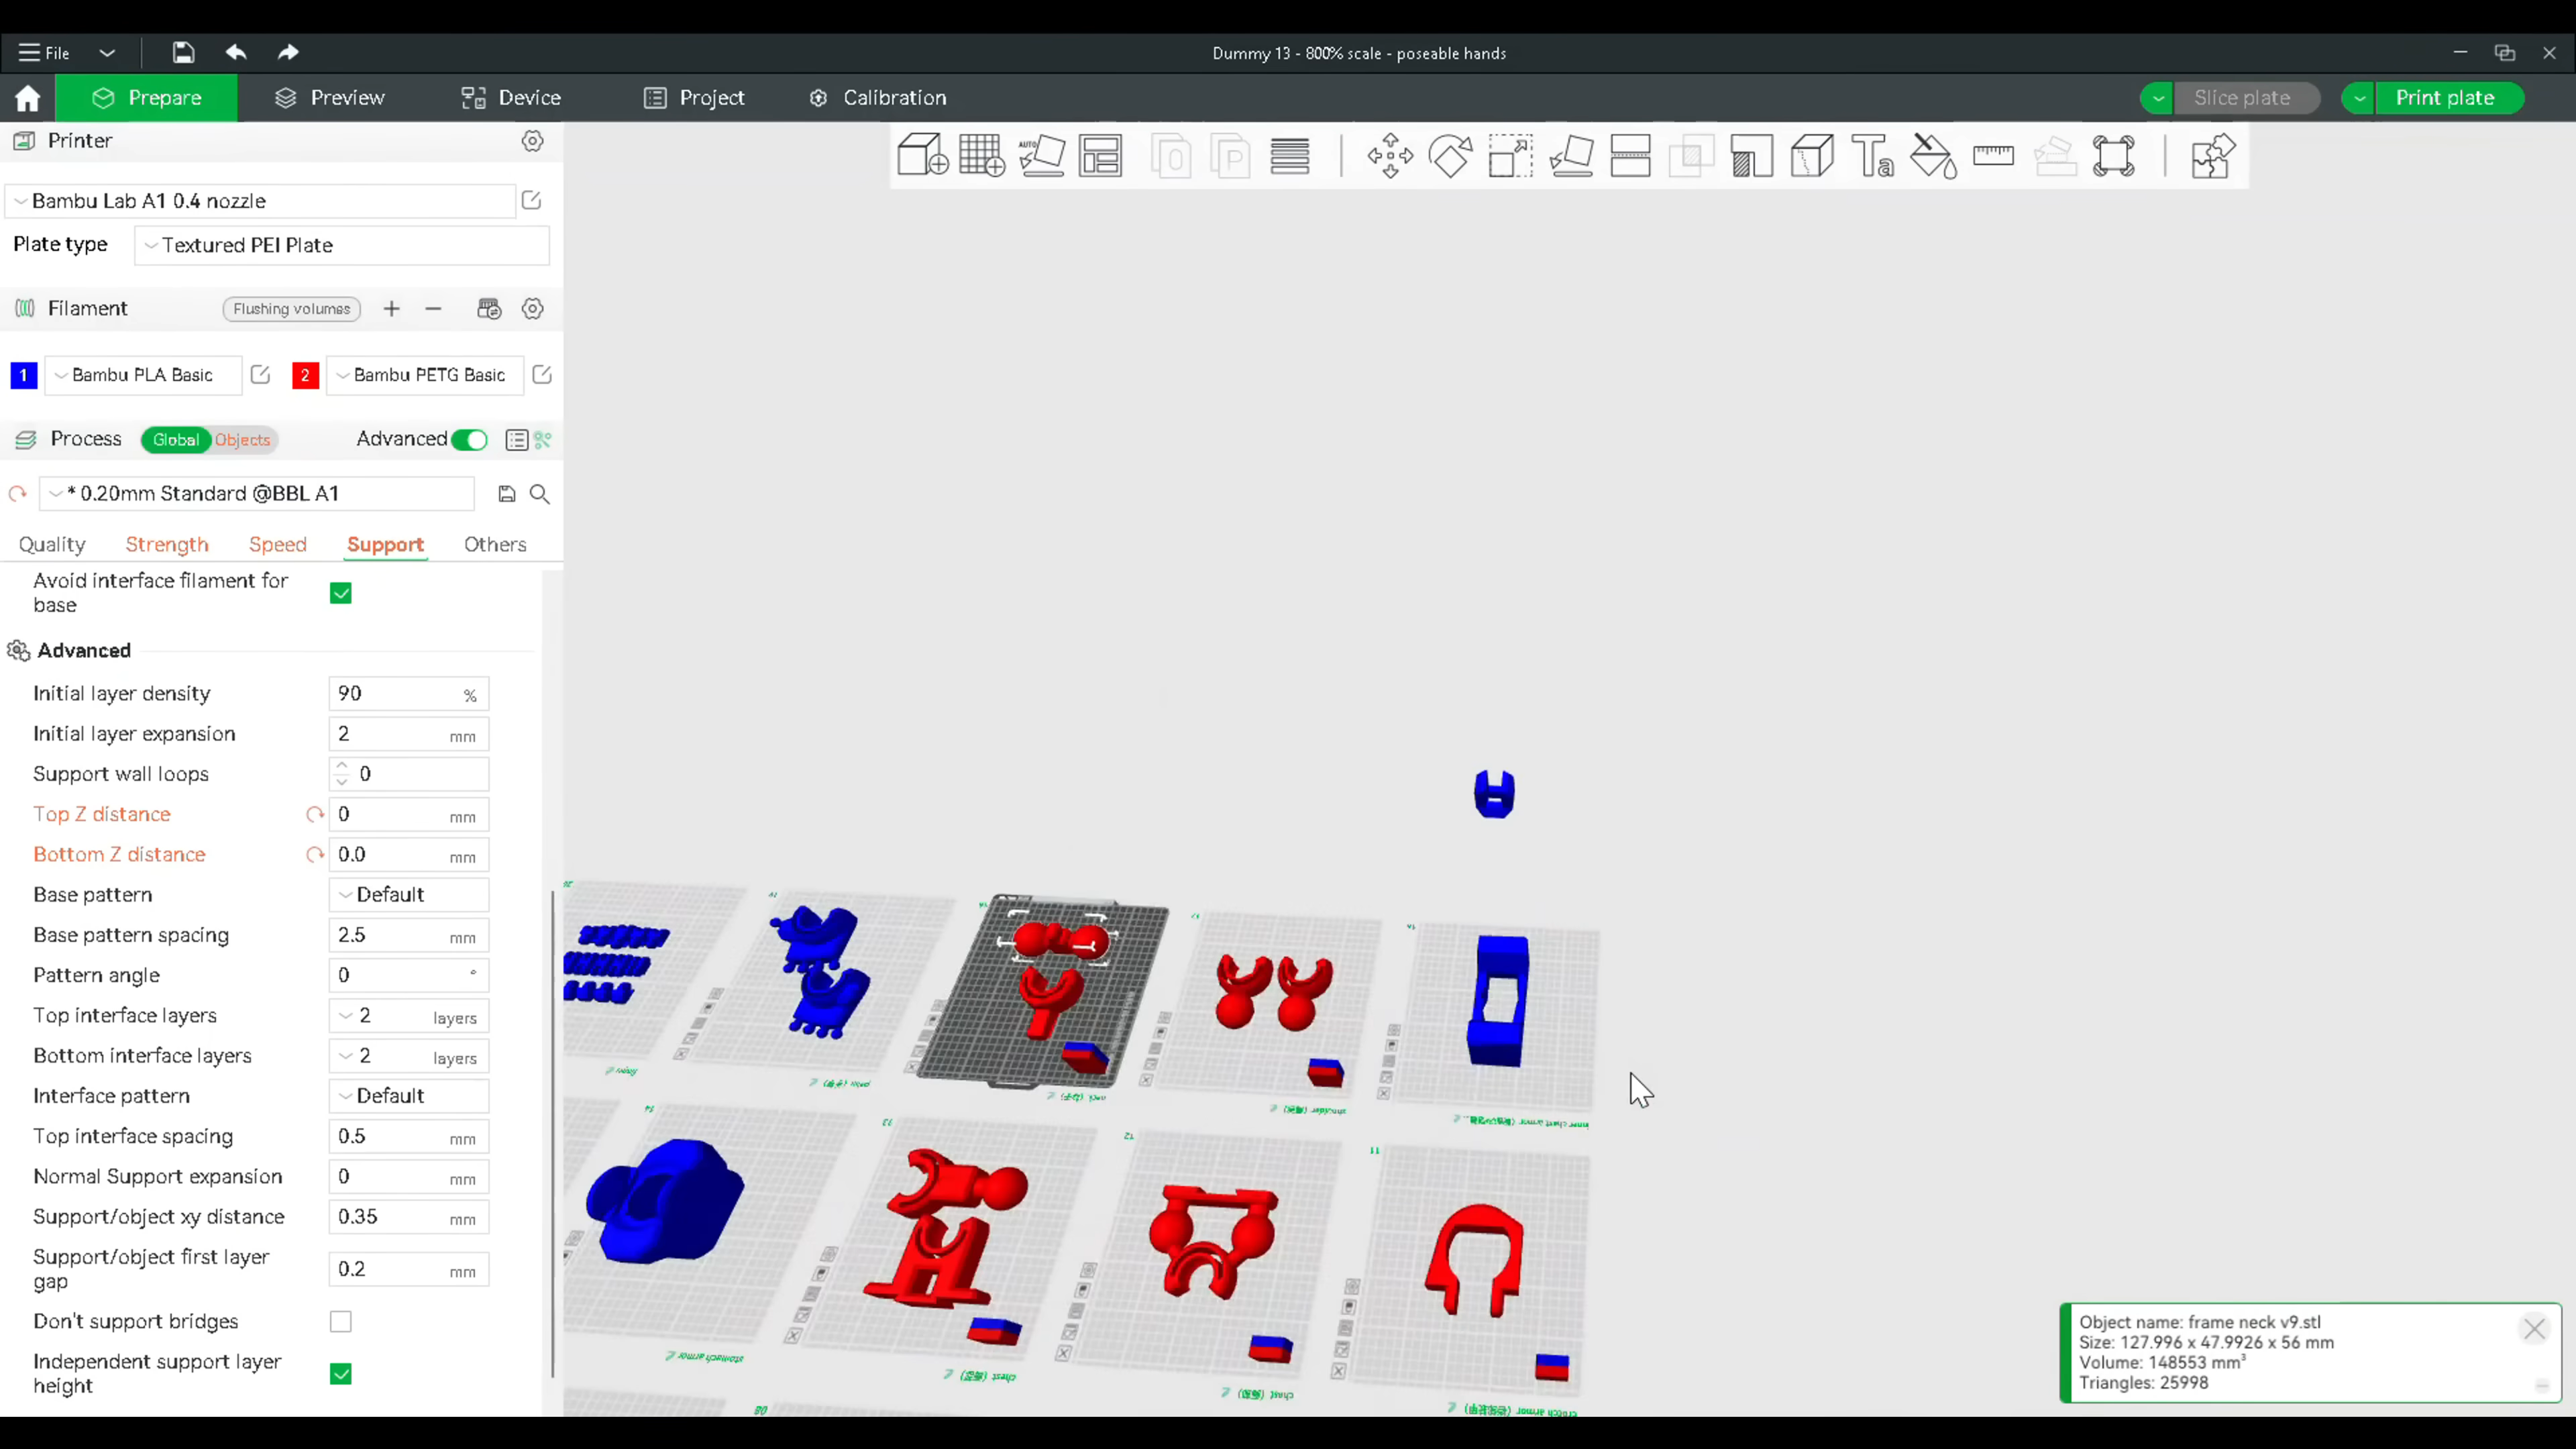 File
Dummy 13 - 800% scale - poseable hands
Prepare
Preview
Device
Project
Calibration
Slice plate
Print plate
Printer
Bambu Lab A1 0.4 nozzle
Plate type
Textured PEI Plate
Filament
Flushing volumes
1
Bambu PLA Basic
2
Bambu PETG Basic
Process
Global
Objects
Advanced
* 0.20mm Standard @BBL A1
Quality
Strength
Speed
Support
Others
Avoid interface filament for
base
Advanced
Initial layer density
90
%
Initial layer expansion
2
mm
Support wall loops
0
Top Z distance
0
mm
Bottom Z distance
0.0
mm
Base pattern
Default
Base pattern spacing
2.5
mm
Pattern angle
0
°
Top interface layers
2
layers
Bottom interface layers
2
layers
Interface pattern
Default
Top interface spacing
0.5
mm
Normal Support expansion
0
mm
Support/object xy distance
0.35
mm
Support/object first layer
gap
0.2
mm
Don't support bridges
Independent support layer
height
AUTO
O
P
Ta
stomach armor
13
12
11
Object name: frame neck v9.stl
Size: 127.996 x 47.9926 x 56 mm
Volume: 148553 mm³
Triangles: 25998